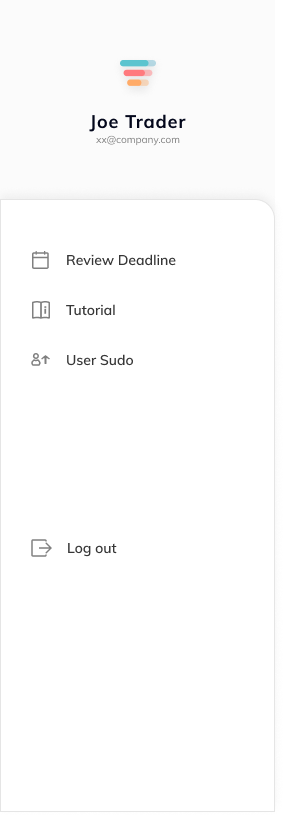 Joe Trader
xx@company.com
Review Deadline
Tutorial
User Sudo
Log out